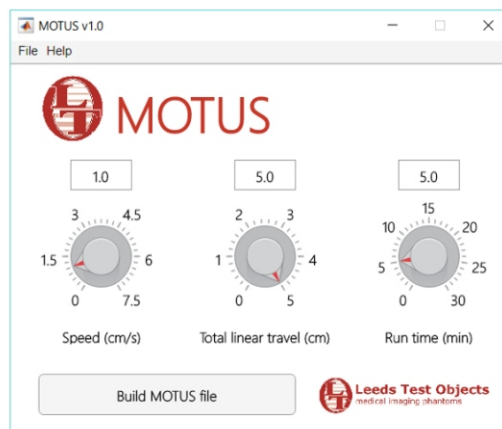 MOTUS v1.0
File Help
LT MOTUS
1.0 5.0 5.0
3 4.5 2 3 10 15 20
1.5 6 1 4 5 25
0 7.5 0 5 0 30
Speed (cm/s) Total linear travel (cm) Run time (min)
Build MOTUS file
LT Leeds Test Objects
medical imaging phantoms